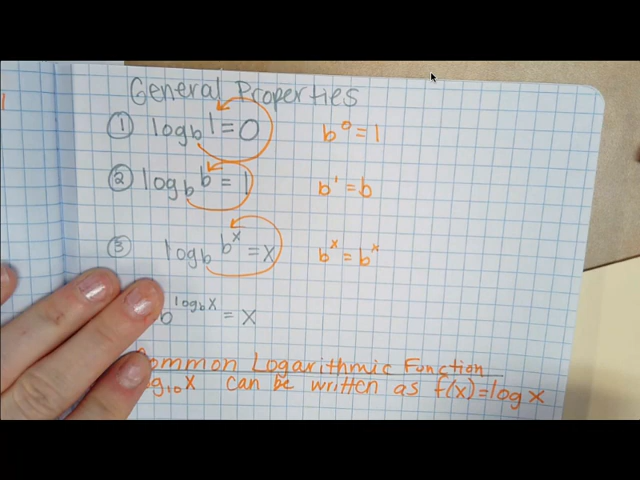 General Properties
① log_b 1 = 0 b^0 = 1
② log_b b = 1 b^1 = b
③ log_b b^x = x b^x = b^x
b^(log_b x) = x
Common Logarithmic Function
log_10 x can be written as f(x) = log x